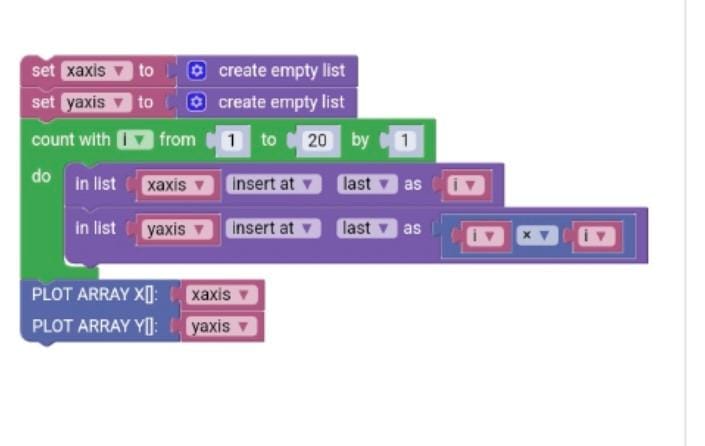 set xaxis ▼ to create empty list
set yaxis ▼ to create empty list
count with i ▼ from 1 to 20 by 1
do
in list xaxis ▼ insert at ▼ last ▼ as i ▼
in list yaxis ▼ insert at ▼ last ▼ as i ▼ × ▼ i ▼
PLOT ARRAY X[]: xaxis ▼
PLOT ARRAY Y[]: yaxis ▼